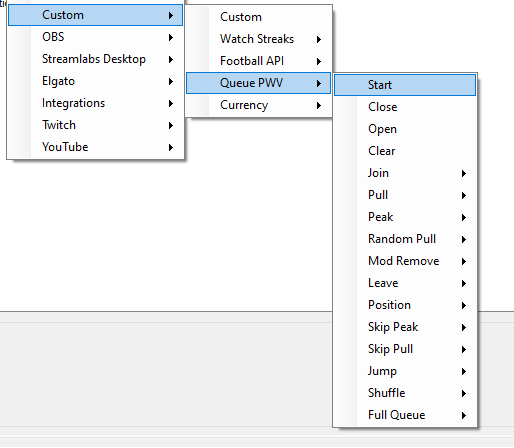 Custom
OBS
Streamlabs Desktop
Elgato
Integrations
Twitch
YouTube
Custom
Watch Streaks
Football API
Queue PWV
Currency
Start
Close
Open
Clear
Join
Pull
Peak
Random Pull
Mod Remove
Leave
Position
Skip Peak
Skip Pull
Jump
Shuffle
Full Queue